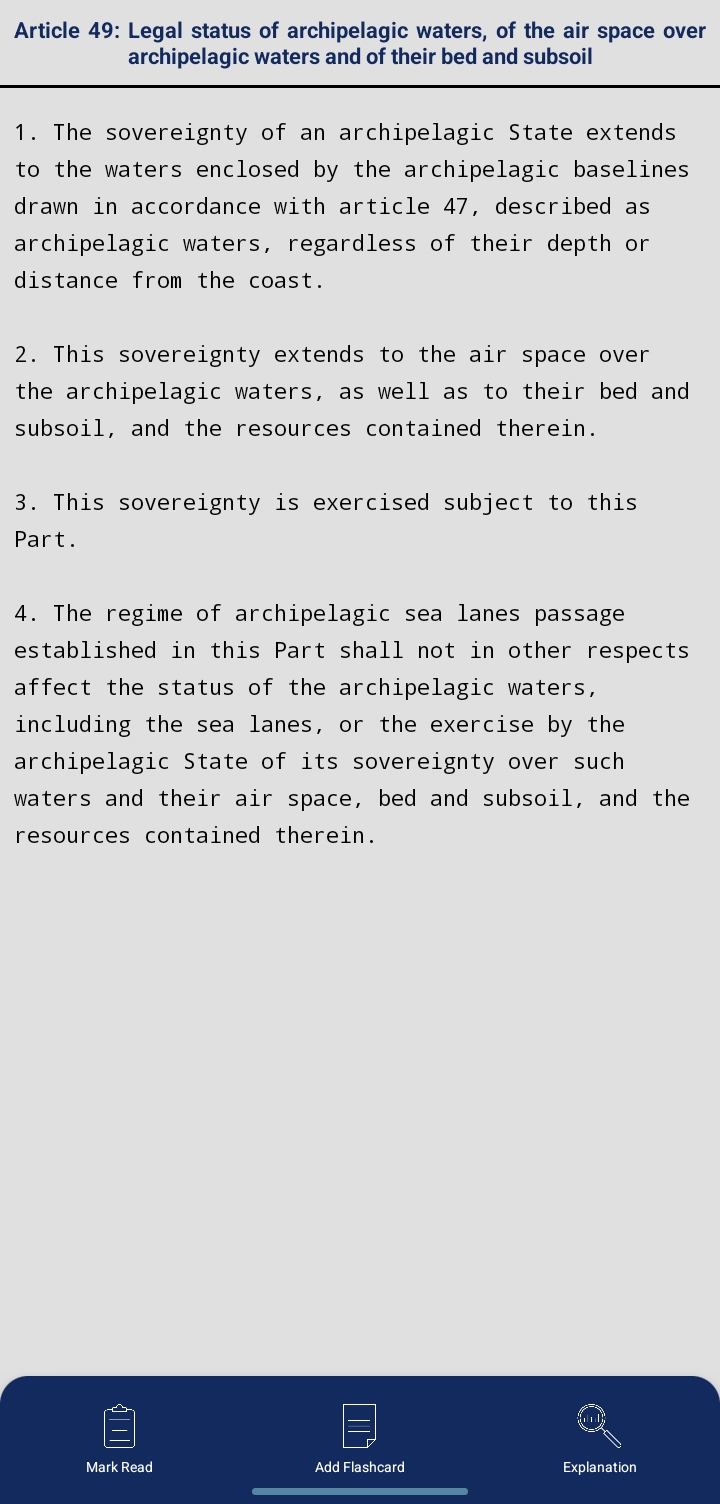 Article 49: Legal status of archipelagic waters, of the air space over
archipelagic waters and of their bed and subsoil
1. The sovereignty of an archipelagic State extends
to the waters enclosed by the archipelagic baselines
drawn in accordance with article 47, described as
archipelagic waters, regardless of their depth or
distance from the coast.
2. This sovereignty extends to the air space over
the archipelagic waters, as well as to their bed and
subsoil, and the resources contained therein.
3. This sovereignty is exercised subject to this
Part.
4. The regime of archipelagic sea lanes passage
established in this Part shall not in other respects
affect the status of the archipelagic waters,
including the sea lanes, or the exercise by the
archipelagic State of its sovereignty over such
waters and their air space, bed and subsoil, and the
resources contained therein.
Mark Read
Add Flashcard
Explanation